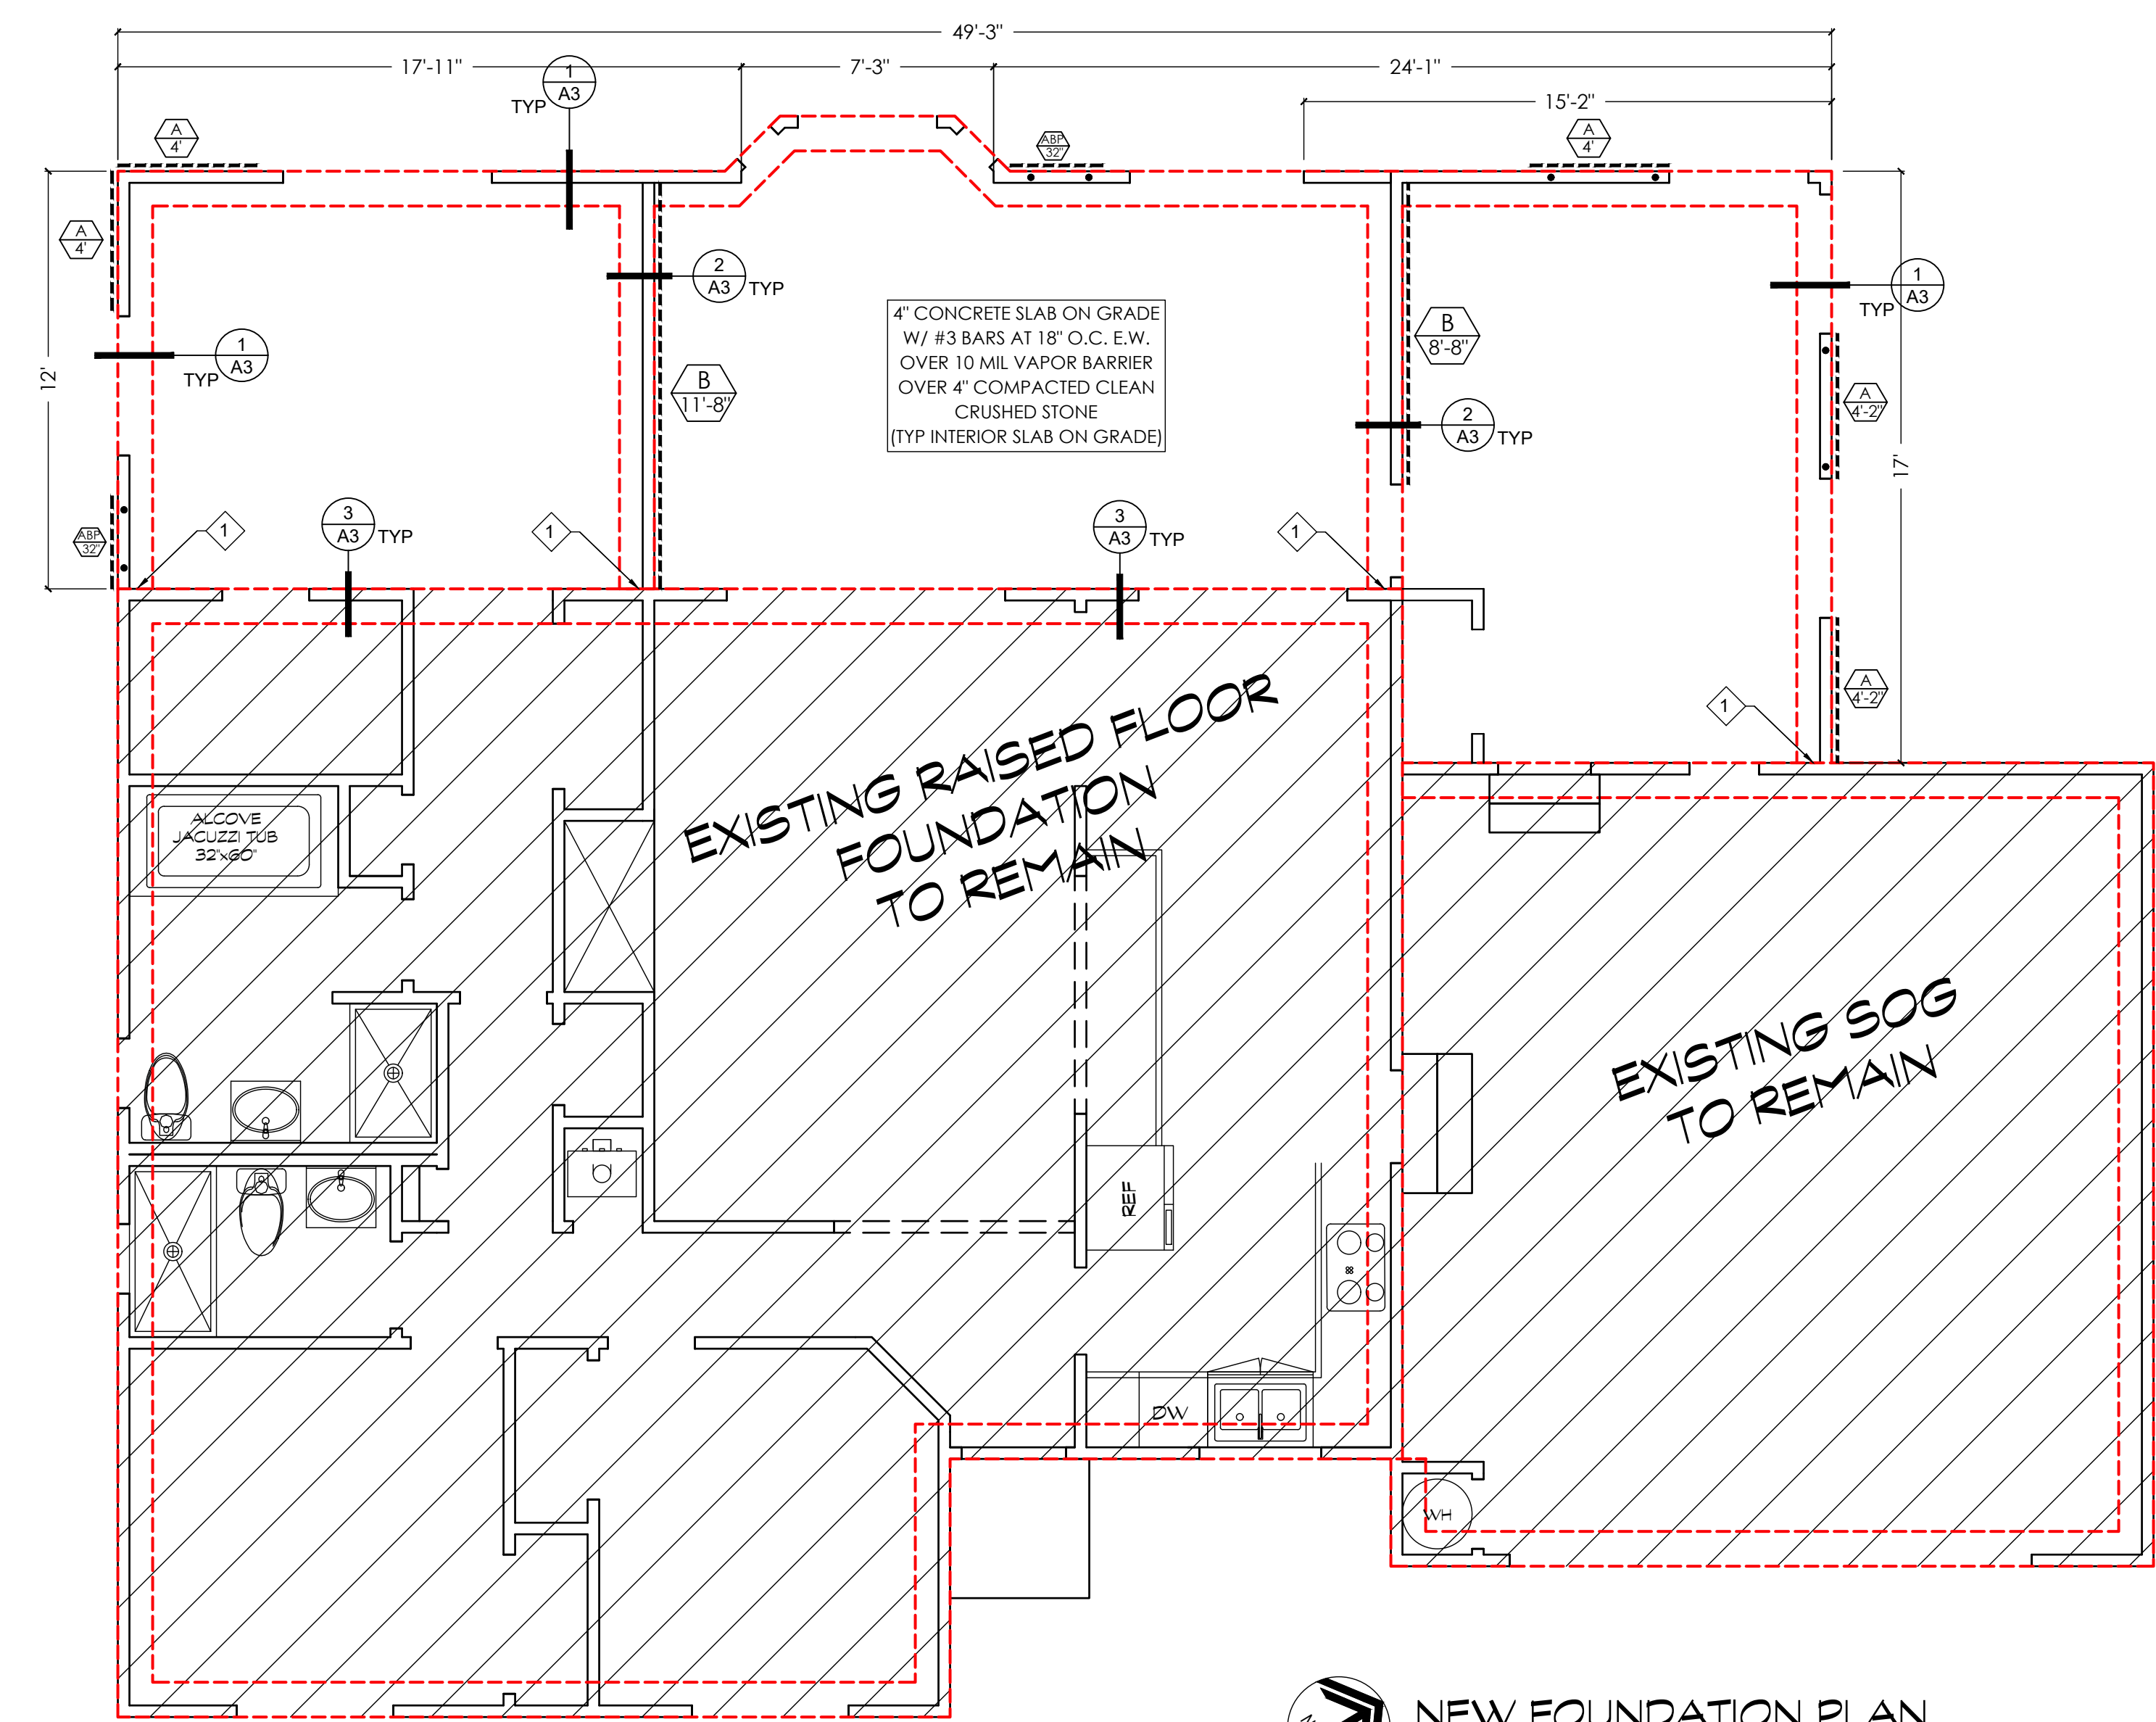 49'-3"
17'-11"
7'-3"
24'-1"
15'-2"
1
A3
TYP
A
4'
ABP
32"
A
4'
A
4'
12'
17'
1
A3
TYP
2
A3
TYP
1
A3
TYP
B
11'-8"
B
8'-8"
4" CONCRETE SLAB ON GRADE
W/ #3 BARS AT 18" O.C. E.W.
OVER 10 MIL VAPOR BARRIER
OVER 4" COMPACTED CLEAN
CRUSHED STONE
(TYP INTERIOR SLAB ON GRADE)
2
A3
TYP
A
4'-2"
ABP
32"
1
3
A3
TYP
1
3
A3
TYP
1
A
4'-2"
1
EXISTING RAISED FLOOR
FOUNDATION
TO REMAIN
ALCOVE
JACUZZI TUB
32"x60"
EXISTING SOG
TO REMAIN
REF
DW
WH
NEW FOUNDATION PLAN